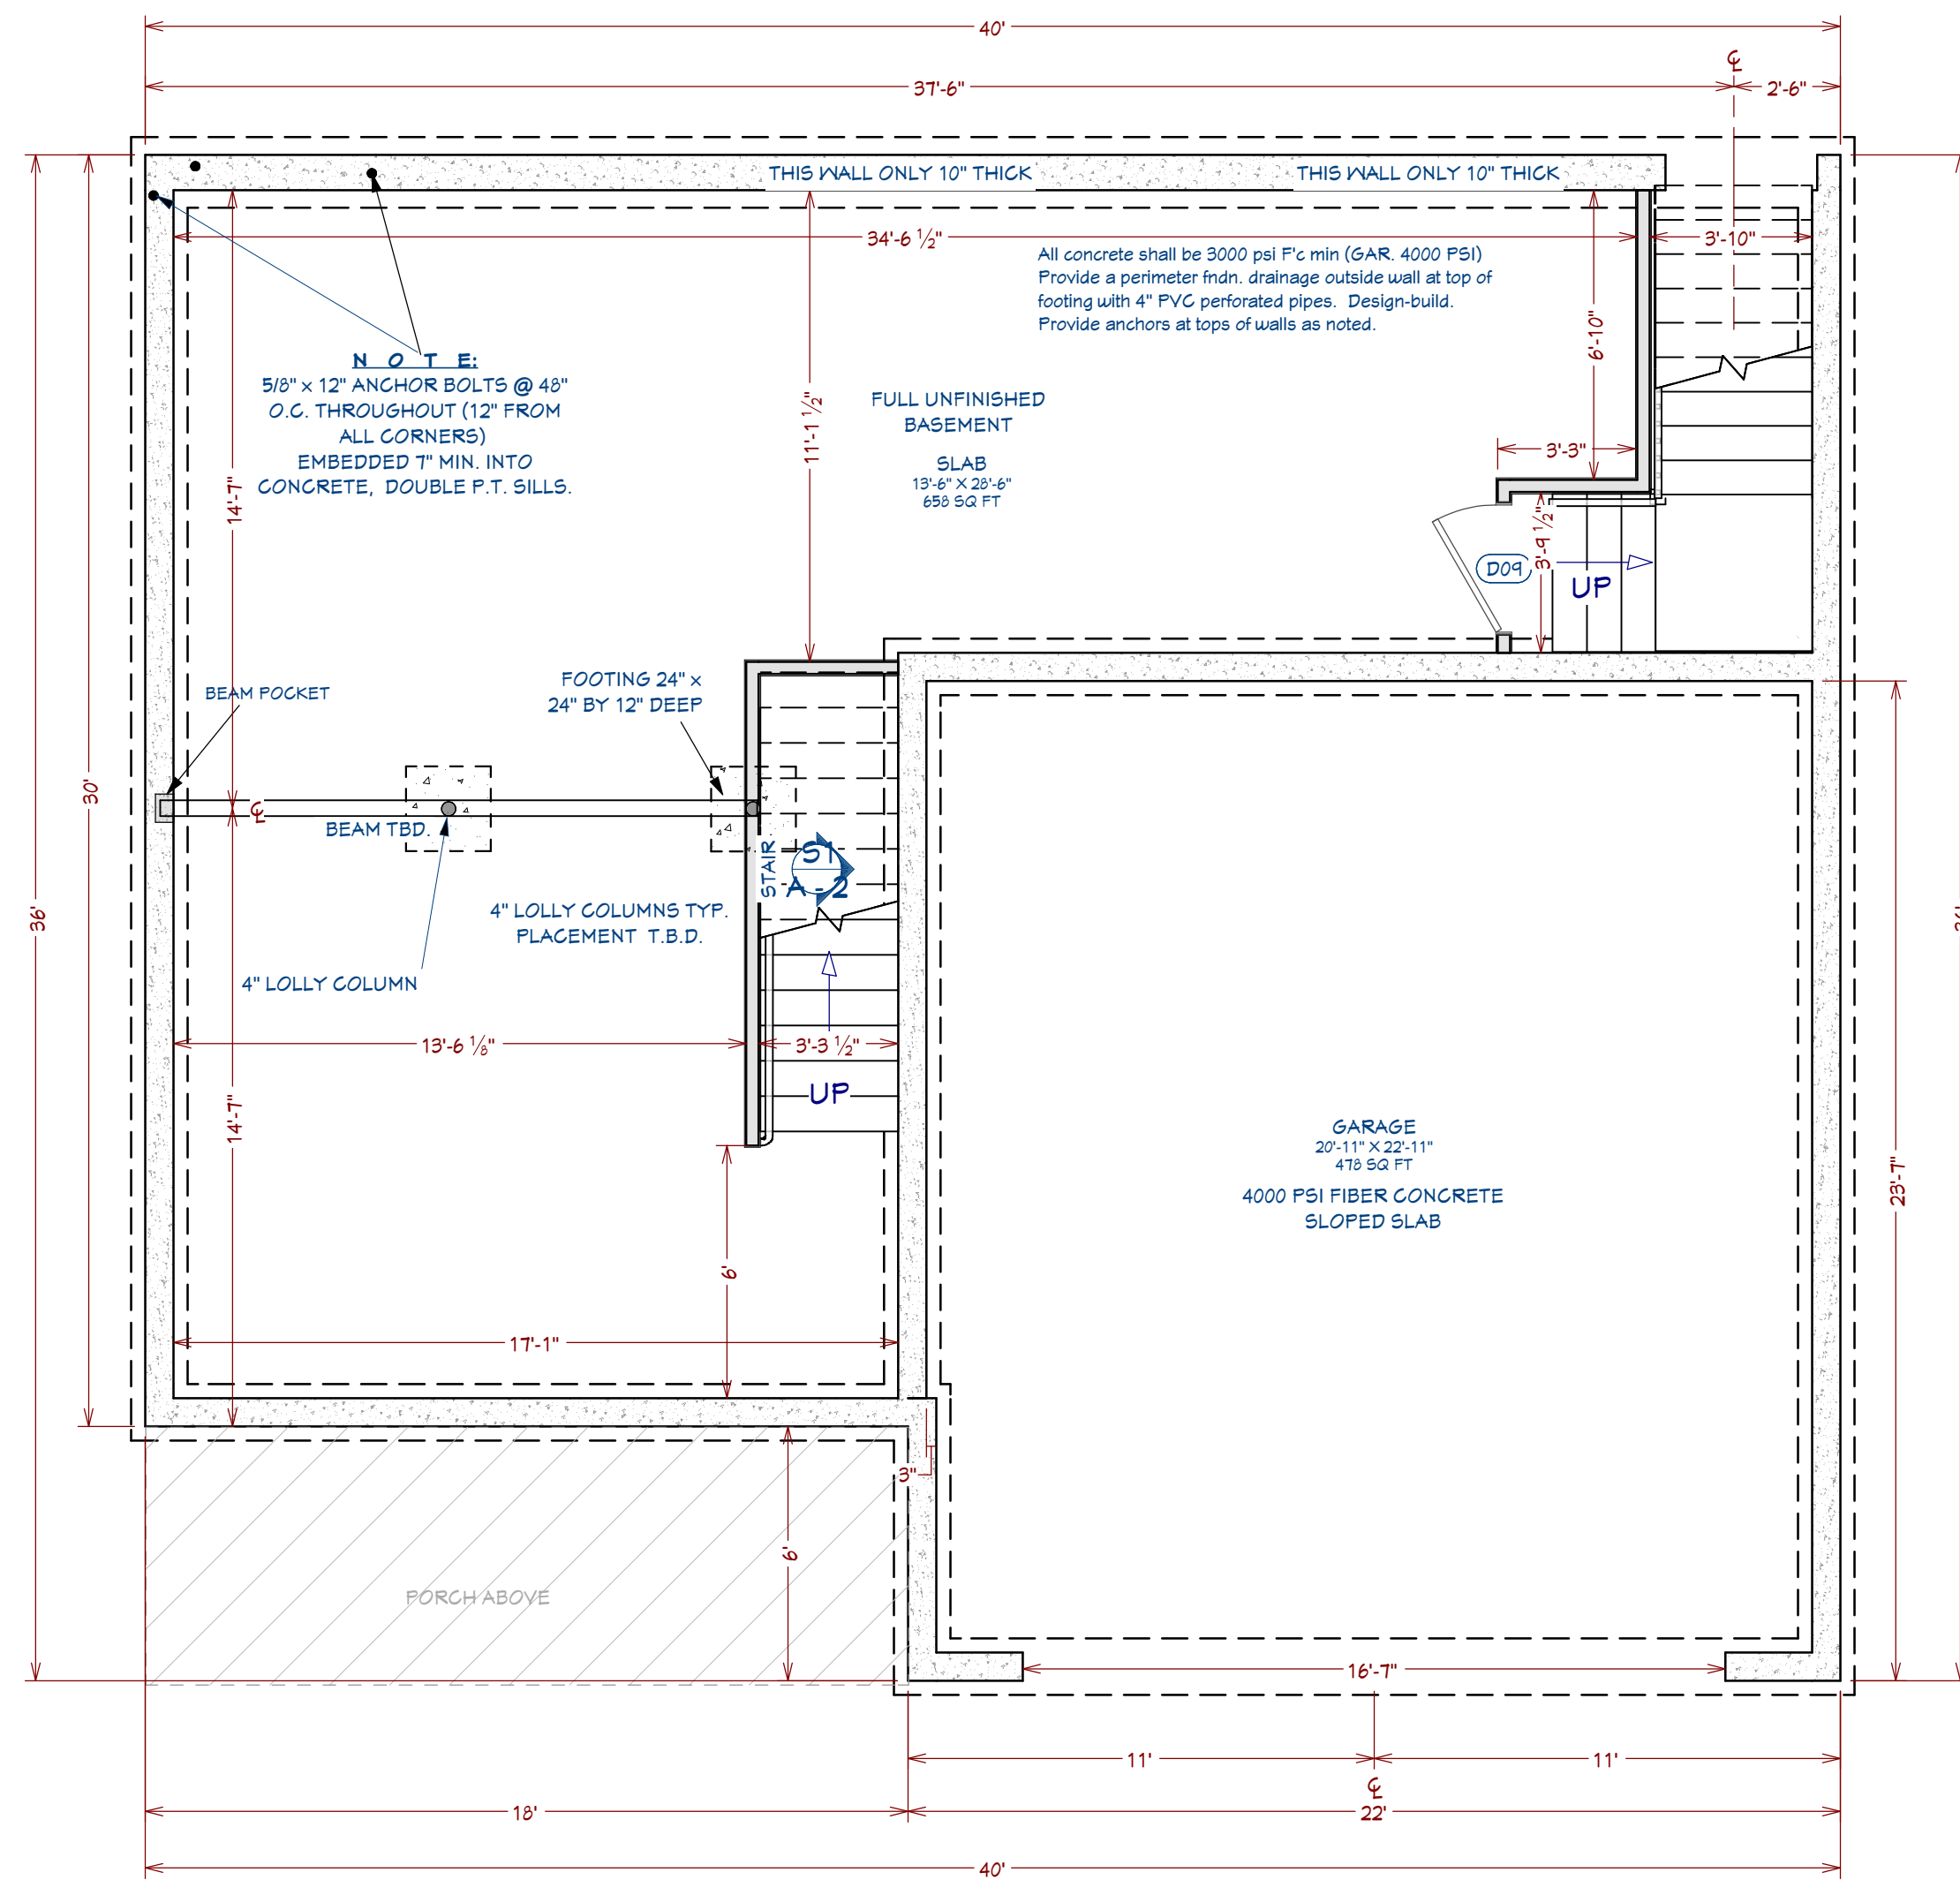 40'
37'-6"
℄
2'-6"
THIS WALL ONLY 10" THICK
THIS WALL ONLY 10" THICK
34'-6 ½"
3'-10"
All concrete shall be 3000 psi F'c min (GAR. 4000 PSI)
Provide a perimeter fndn. drainage outside wall at top of
footing with 4" PVC perforated pipes. Design-build.
Provide anchors at tops of walls as noted.
N O T E:
5/8" x 12" ANCHOR BOLTS @ 48"
O.C. THROUGHOUT (12" FROM
ALL CORNERS)
EMBEDDED 7" MIN. INTO
CONCRETE, DOUBLE P.T. SILLS.
14'-7"
11'-1 ½"
FULL UNFINISHED
BASEMENT
SLAB
13'-6" X 28'-6"
658 SQ FT
6'-10"
3'-3"
3'-9 ½"
D09
UP
BEAM POCKET
FOOTING 24" x
24" BY 12" DEEP
30'
36'
℄
BEAM TBD.
STAIR
S1
A-2
4" LOLLY COLUMNS TYP.
PLACEMENT T.B.D.
4" LOLLY COLUMN
13'-6 ⅛"
3'-3 ½"
UP
14'-7"
GARAGE
20'-11" X 22'-11"
478 SQ FT
4000 PSI FIBER CONCRETE
SLOPED SLAB
23'-7"
6'
17'-1"
3"
6'
PORCH ABOVE
16'-7"
11'
11'
℄
18'
22'
40'